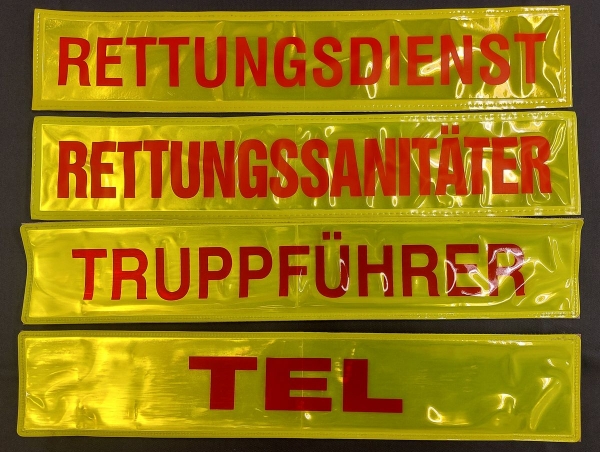 RETTUNGSDIENST
RETTUNGSSANITÄTER
TRUPPFÜHRER
TEL